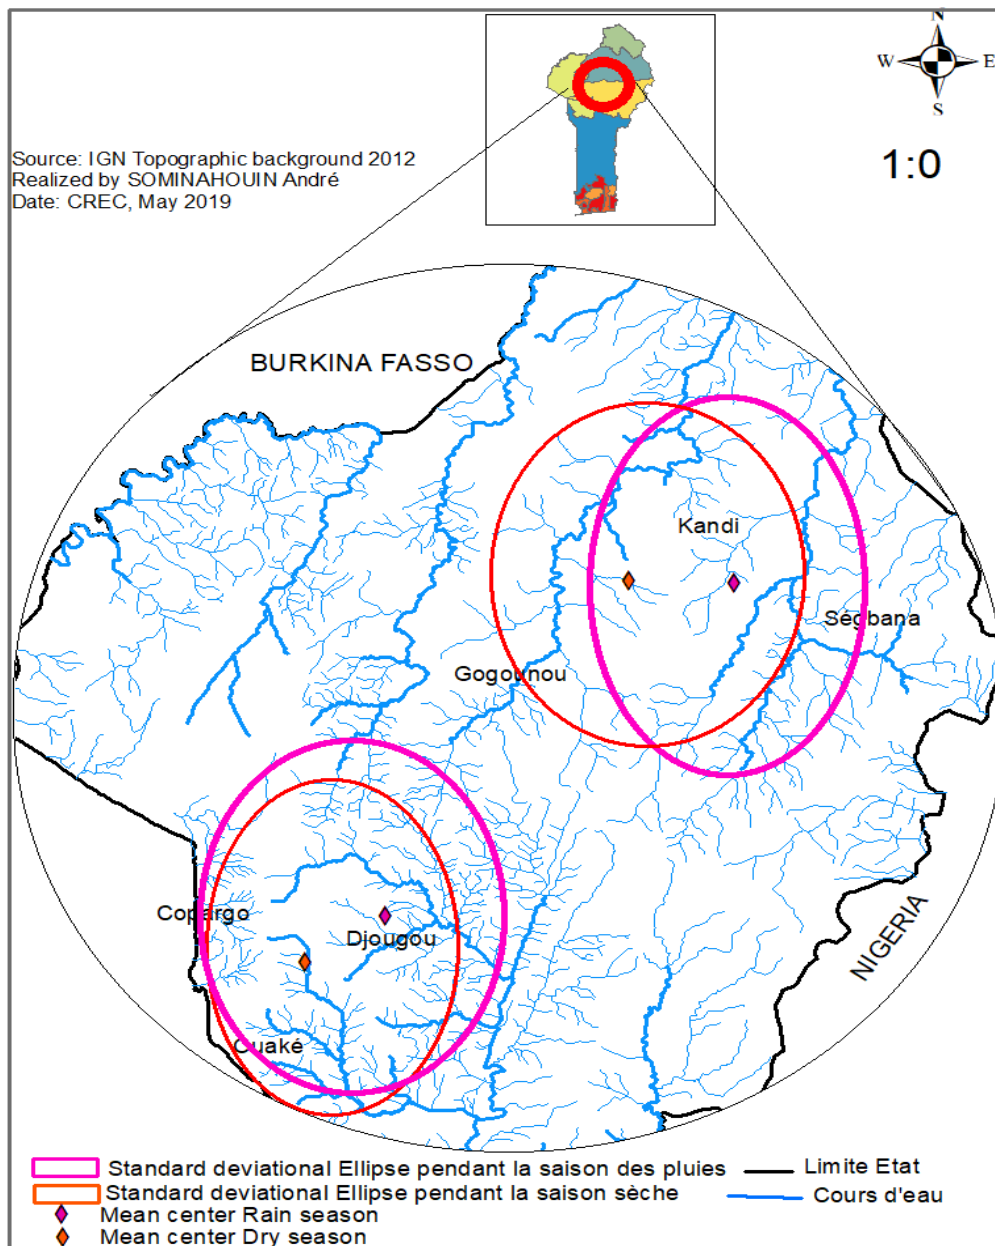 N
W E
S
Source: IGN Topographic background 2012
Realized by SOMINAHOUIN André
Date: CREC, May 2019
1:0
BURKINA FASSO
Kandi
Ségbana
Gogounou
Copargo
Djougou
NIGERIA
Ouaké
Standard deviational Ellipse pendant la saison des pluies
Limite Etat
Standard deviational Ellipse pendant la saison sèche
Cours d'eau
Mean center Rain season
Mean center Dry season